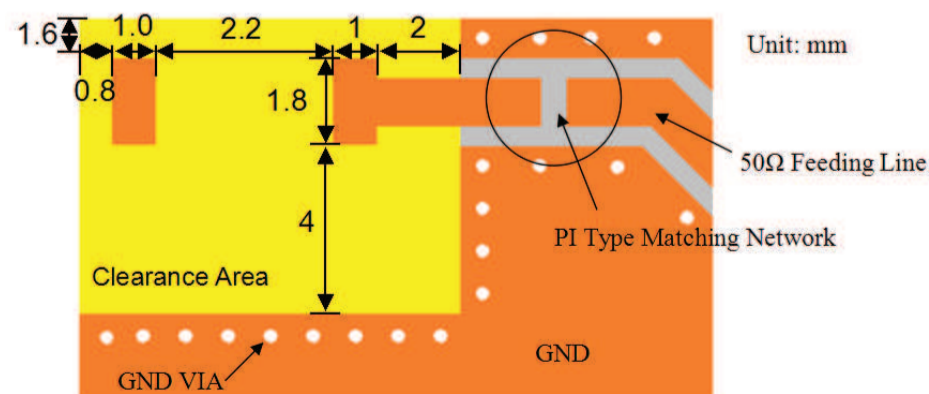 1.6
1.0
2.2
1
2
Unit: mm
0.8
1.8
50Ω Feeding Line
4
PI Type Matching Network
Clearance Area
GND
GND VIA